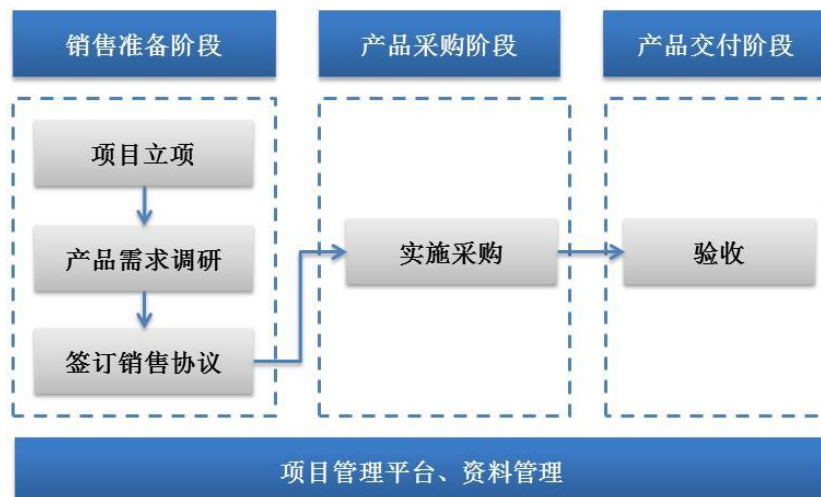 销售准备阶段
产品采购阶段
产品交付阶段
项目立项
产品需求调研
签订销售协议
实施采购
验收
项目管理平台、资料管理